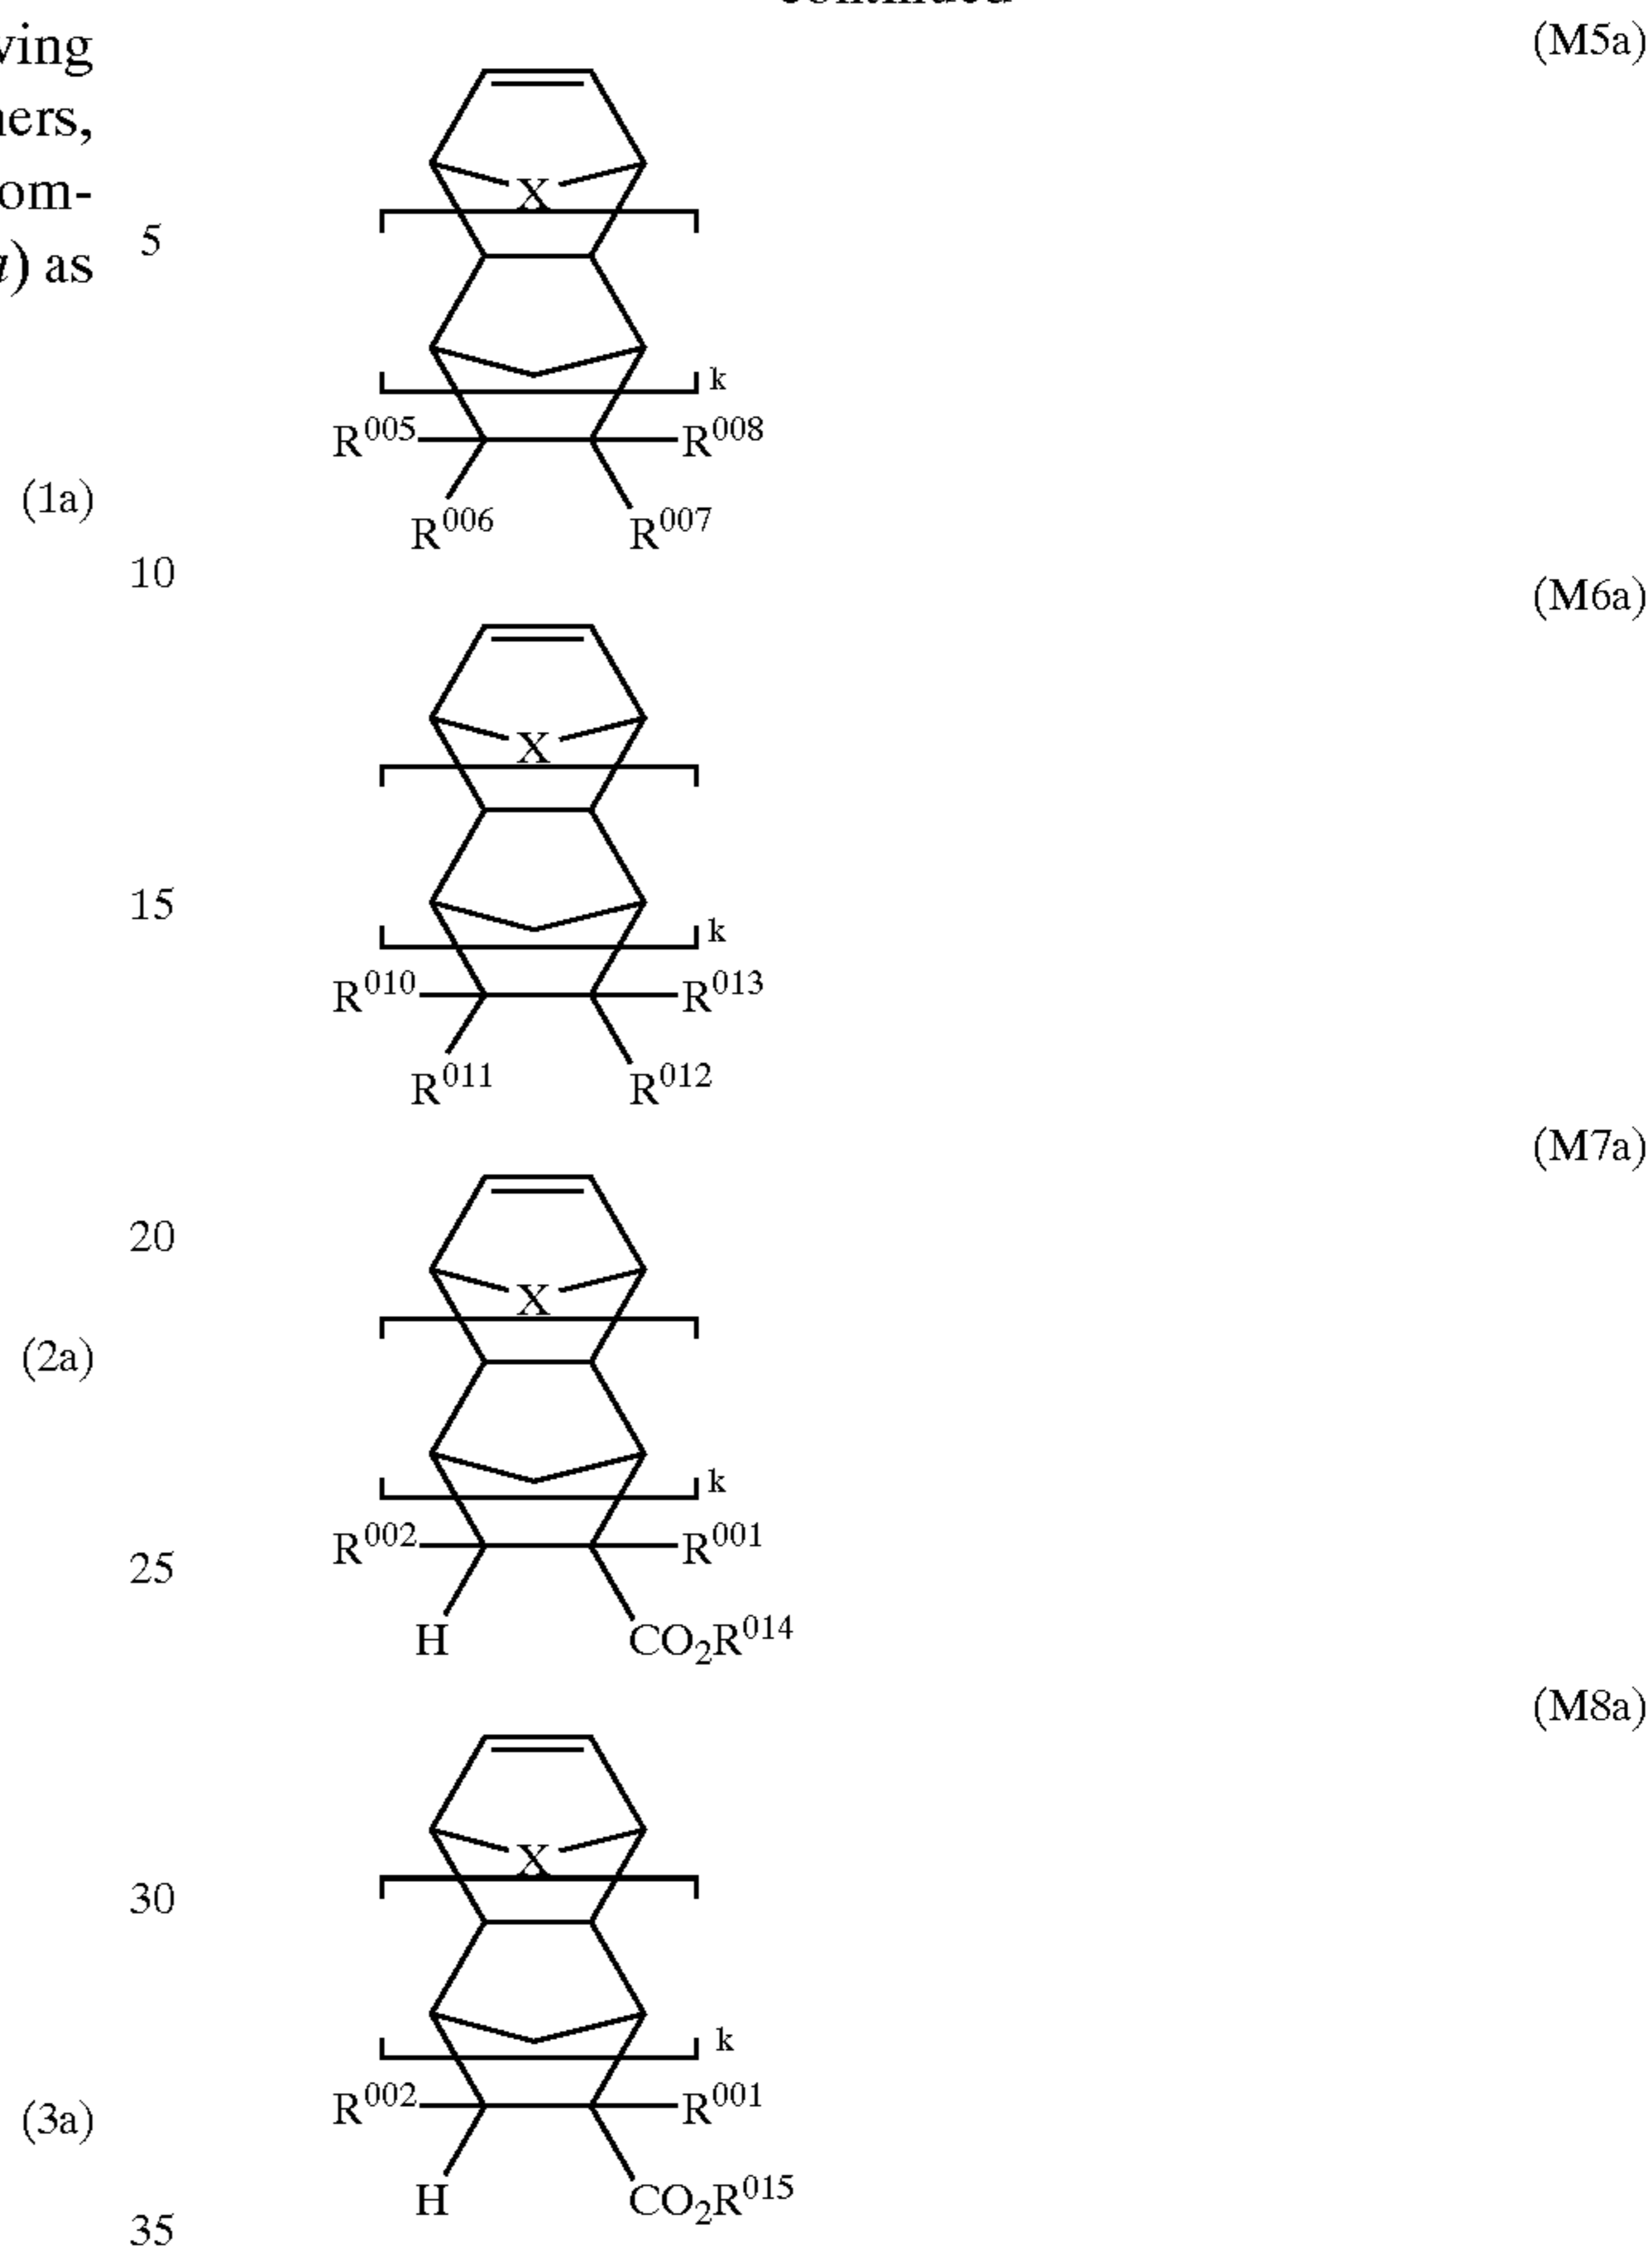 ving
(M5a)
ners,
X
om-
5
a) as
k
R005
R008
(1a)
R006
R007
10
(M6a)
X
15
k
R010
R013
R011
R012
(M7a)
20
X
(2a)
k
R002
R001
25
H
CO2R014
(M8a)
X
30
k
R002
R001
(3a)
H
CO2R015
35